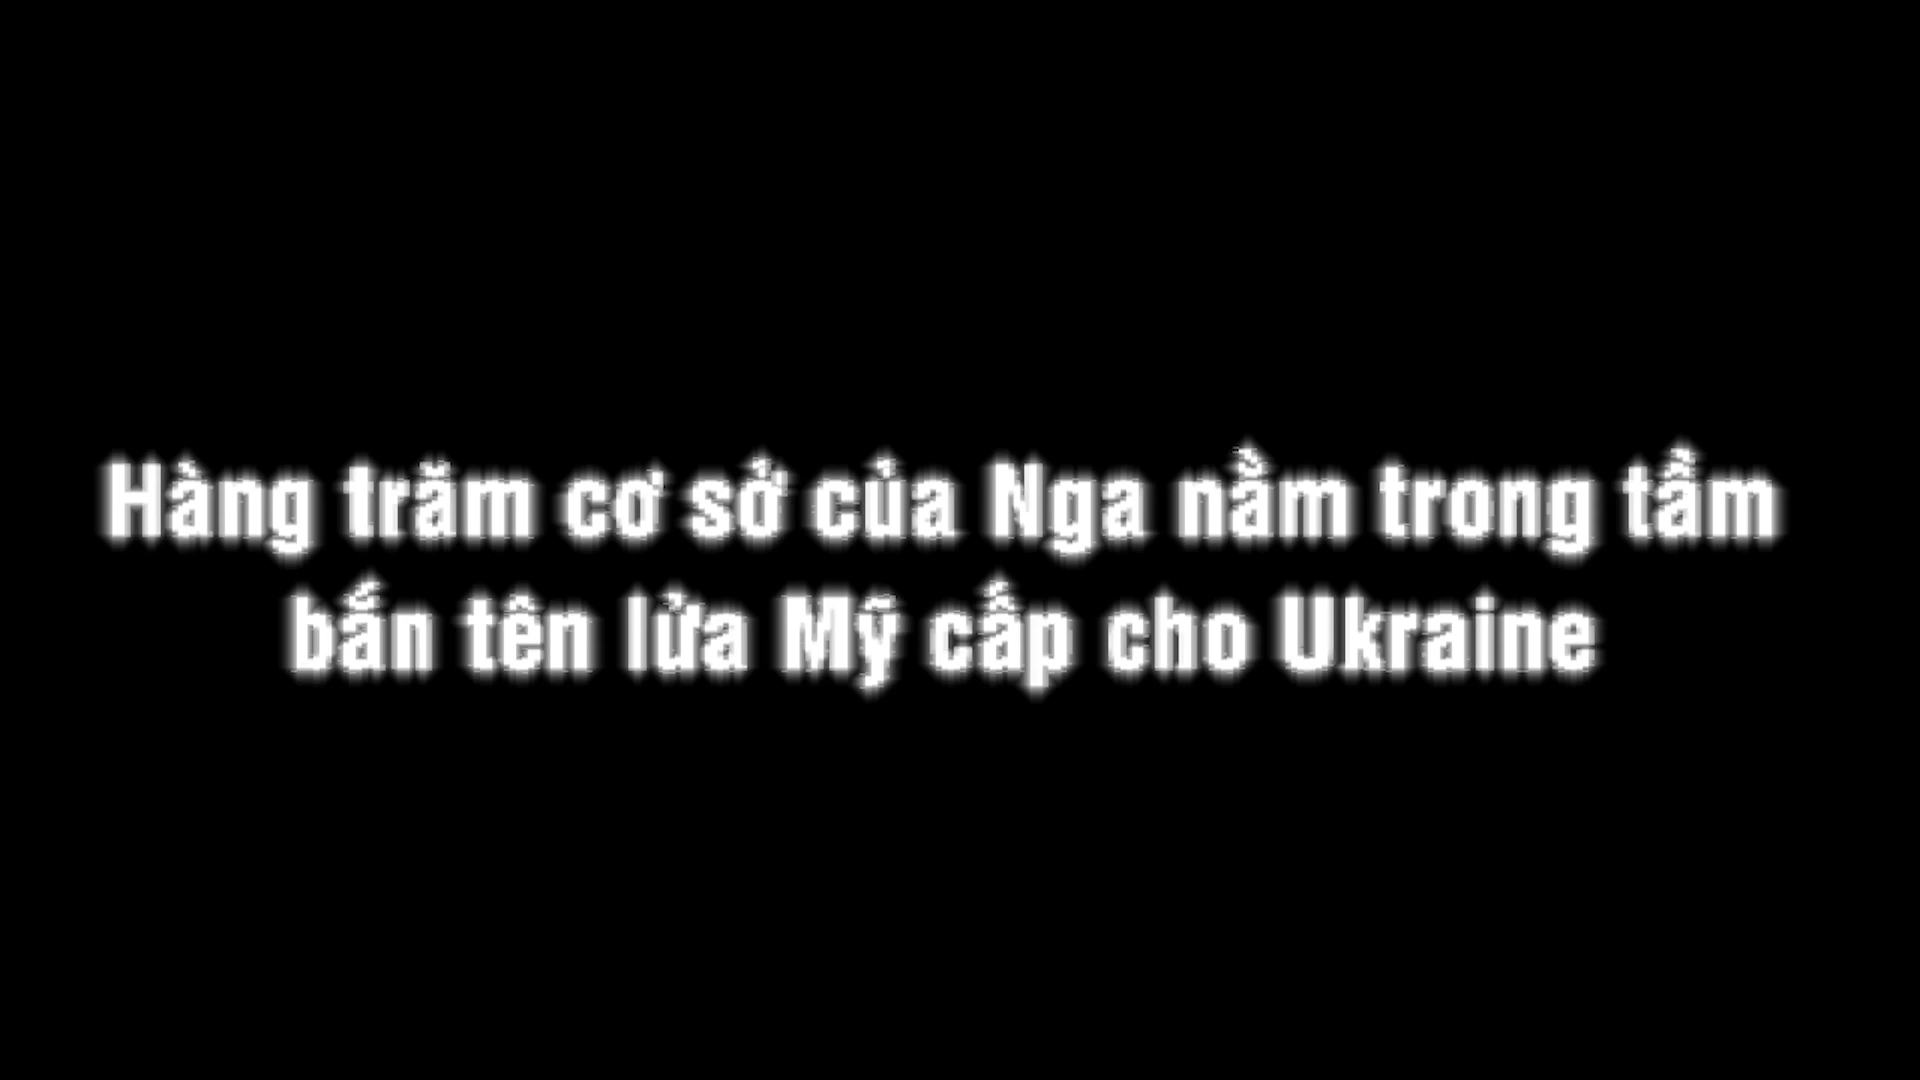 Hàng trăm cơ sở của Nga nằm trong tầm
bắn tên lửa Mỹ cấp cho Ukraine